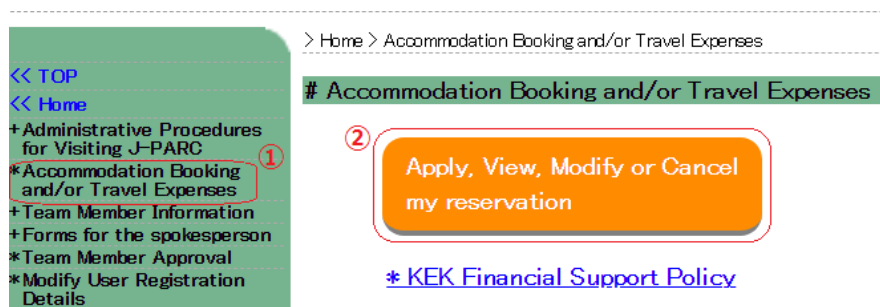 > Home > Accommodation Booking and/or Travel Expenses
<< TOP
<< Home
+Administrative Procedures
for Visiting J-PARC
*Accommodation Booking
and/or Travel Expenses
①
+Team Member Information
+Forms for the spokesperson
*Team Member Approval
*Modify User Registration
Details
# Accommodation Booking and/or Travel Expenses
②
Apply, View, Modify or Cancel
my reservation
* KEK Financial Support Policy